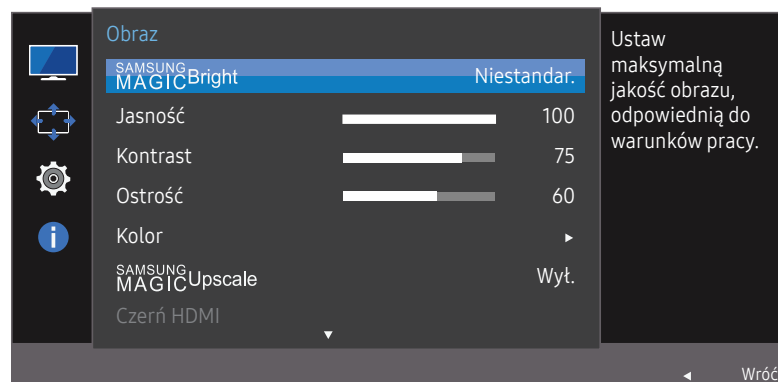 Obraz
SAMSUNG
MAGICBright Niestandar.
Jasność 100
Kontrast 75
Ostrość 60
Kolor
SAMSUNG
MAGICUpscale Wył.
Czerń HDMI
Ustaw
maksymalną
jakość obrazu,
odpowiednią do
warunków pracy.
Wróć